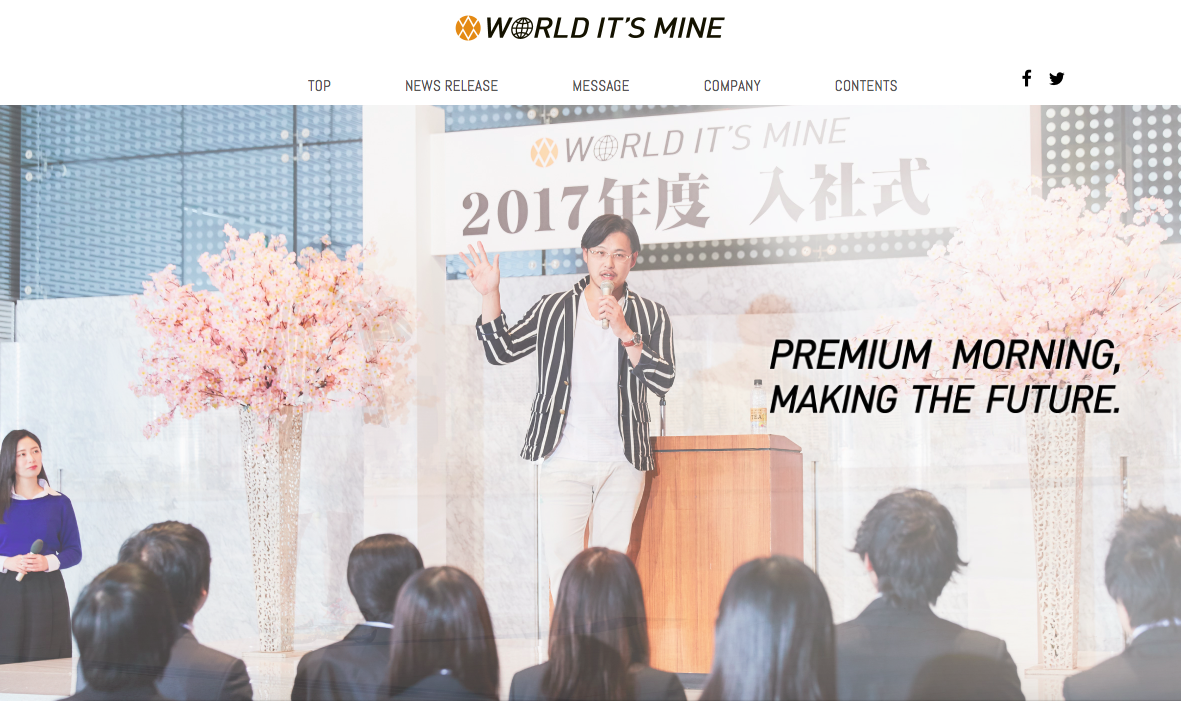 WORLD IT'S MINE
TOP NEWS RELEASE MESSAGE COMPANY CONTENTS
WORLD IT'S MINE
2017年度 入社式
PREMIUM MORNING,
MAKING THE FUTURE.